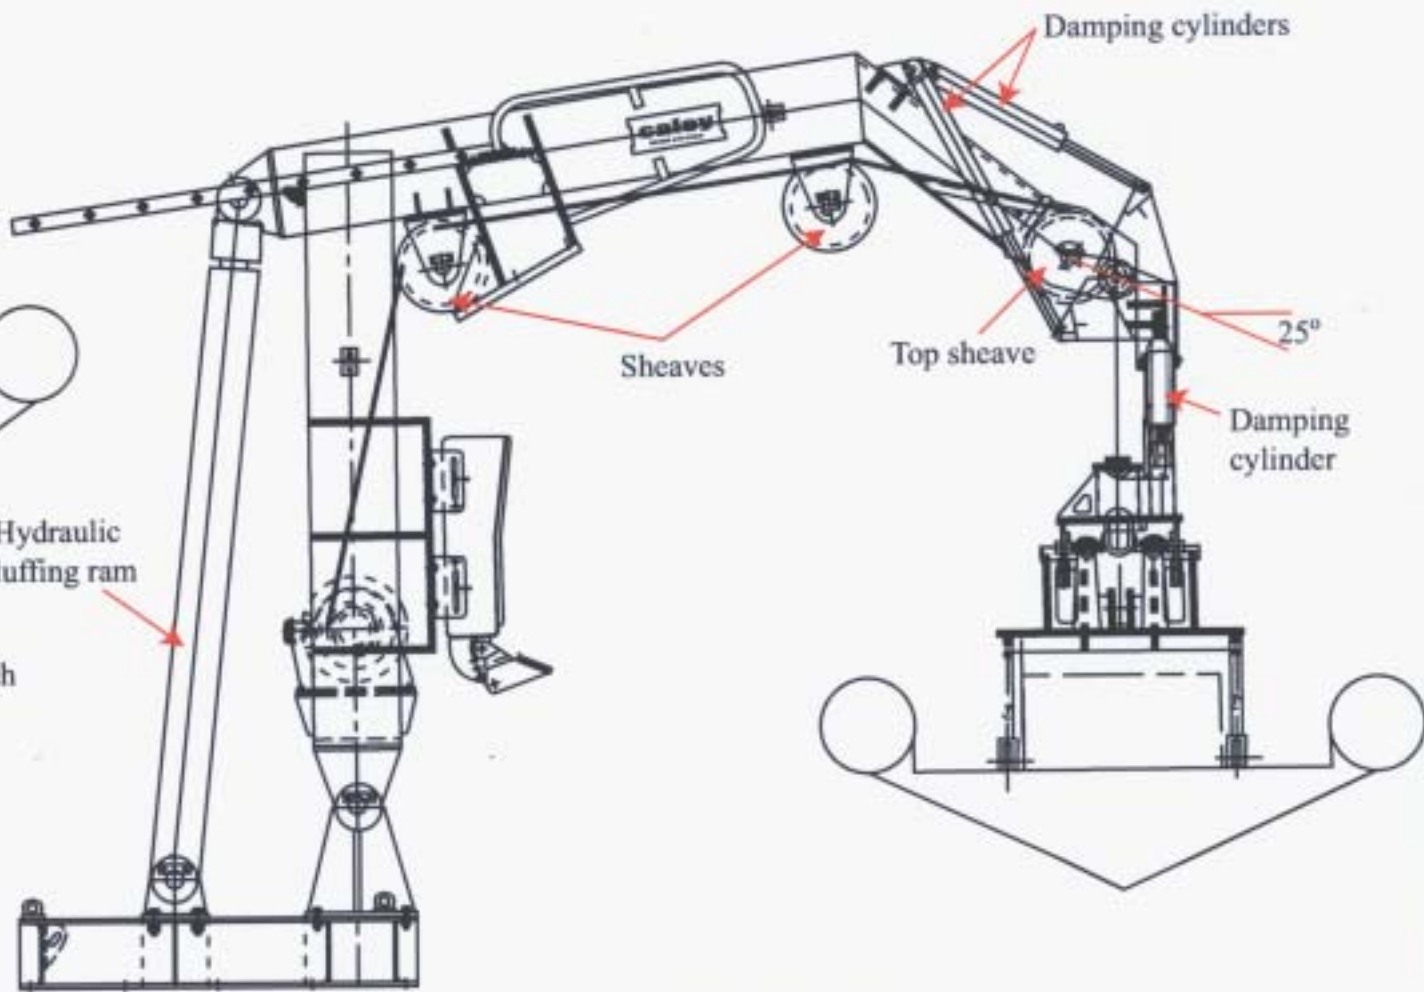 Damping cylinders
caley
Sheaves
Top sheave
25°
Damping
cylinder
Hydraulic
luffing ram